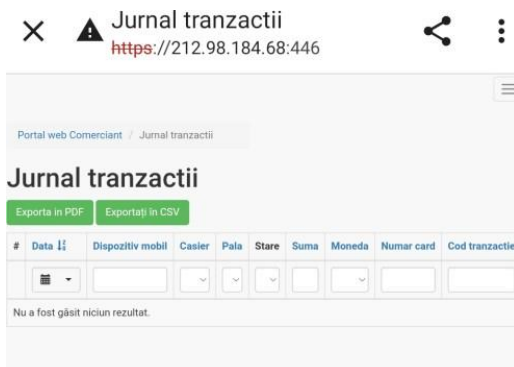 Jurnal tranzactii
https://212.98.184.68:446
Portal web Comerciant / Jurnal tranzactii
Jurnal tranzactii
Exporta in PDF Exportați în CSV
# Data Dispozitiv mobil Casier Pala Stare Suma Moneda Numar card Cod tranzactie
Nu a fost găsit niciun rezultat.